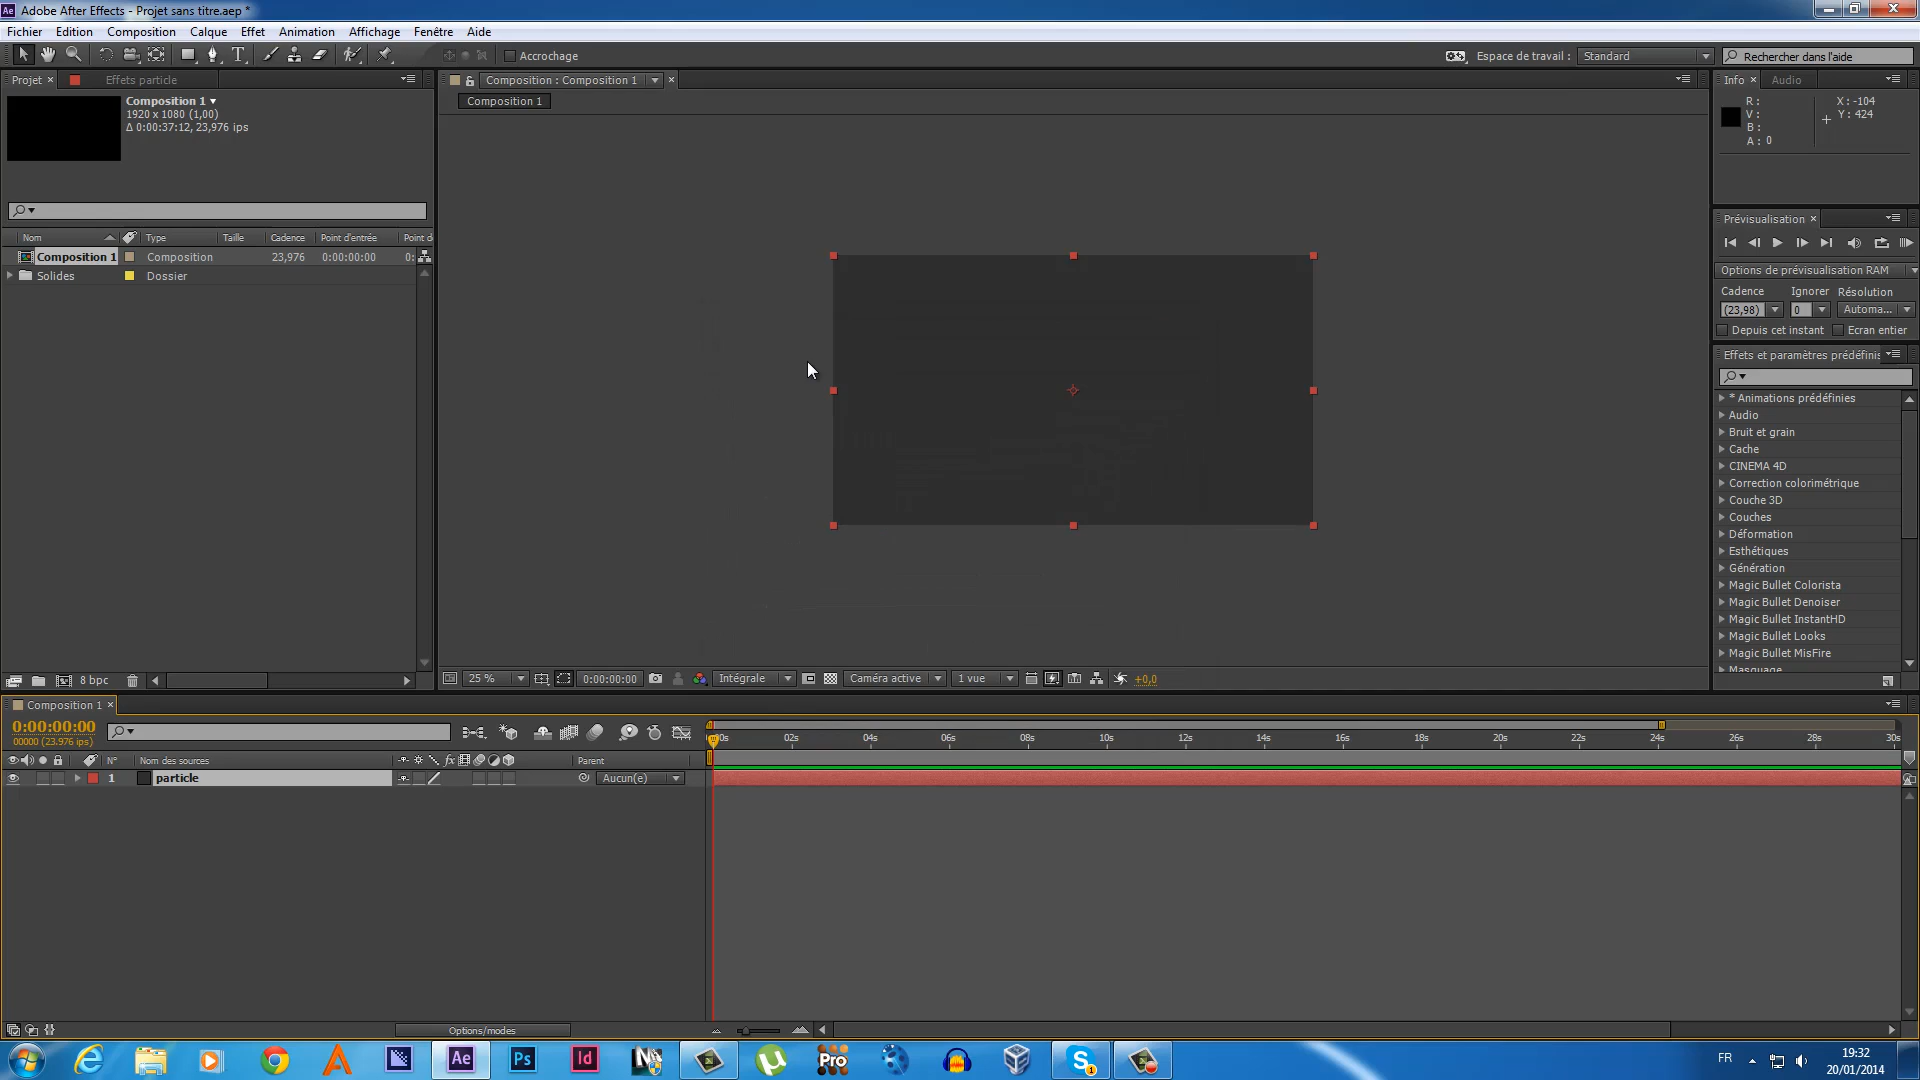 Adobe After Effects - Projet sans titre.aep *
Fichier Edition Composition Calque Effet Animation Affichage Fenêtre Aide
Accrochage
Espace de travail : Standard
Rechercher dans l'aide
Projet × Effets particle
Composition : Composition 1
Info × Audio
Composition 1
Composition 1
1920 x 1080 (1,00)
Δ 0:00:37:12, 23,976 ips
R :
V :
B :
A : 0
X : -104
Y : 424
Prévisualisation ×
Nom Type Taille Cadence Point d'entrée Point d
Composition 1 Composition 23,976 0:00:00:00 0:
Solides Dossier
Options de prévisualisation RAM
Cadence Ignorer Résolution
(23,98) 0 Automa...
Depuis cet instant Ecran entier
Effets et paramètres prédéfinis
* Animations prédéfinies
Audio
Bruit et grain
Cache
CINEMA 4D
Correction colorimétrique
Couche 3D
Couches
Déformation
Esthétiques
Génération
Magic Bullet Colorista
Magic Bullet Denoiser
Magic Bullet InstantHD
Magic Bullet Looks
Magic Bullet MisFire
Masquage
8 bpc
25 % 0:00:00:00 Intégrale Caméra active 1 vue +0,0
Composition 1 ×
0:00:00:00
00000 (23.976 ips)
00s 02s 04s 06s 08s 10s 12s 14s 16s 18s 20s 22s 24s 26s 28s 30s
N° Nom des sources fx Parent
1 particle Aucun(e)
Options/modes
Ae Ps Id Pro S 1
FR
19:32
20/01/2014